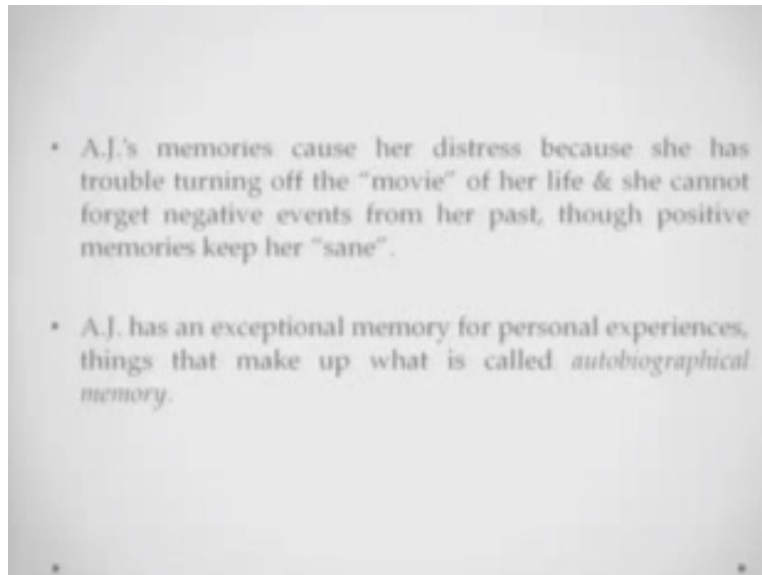 • A.J.'s memories cause her distress because she has
trouble turning off the "movie" of her life & she cannot
forget negative events from her past, though positive
memories keep her "sane".
• A.J. has an exceptional memory for personal experiences,
things that make up what is called autobiographical
memory.